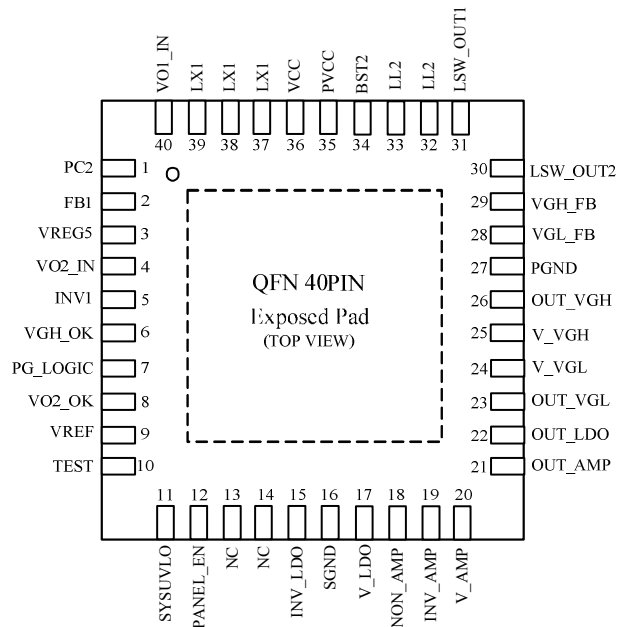 VO1_IN
LX1
LX1
LX1
VCC
PVCC
BST2
LL2
LL2
LSW_OUT1
40
39
38
37
36
35
34
33
32
31
PC2 1
FB1 2
VREG5 3
VO2_IN 4
INV1 5
VGH_OK 6
PG_LOGIC 7
VO2_OK 8
VREF 9
TEST 10
QFN 40PIN
Exposed Pad
(TOP VIEW)
30 LSW_OUT2
29 VGH_FB
28 VGL_FB
27 PGND
26 OUT_VGH
25 V_VGH
24 V_VGL
23 OUT_VGL
22 OUT_LDO
21 OUT_AMP
11
12
13
14
15
16
17
18
19
20
SYSUVLO
PANEL_EN
NC
NC
INV_LDO
SGND
V_LDO
NON_AMP
INV_AMP
V_AMP